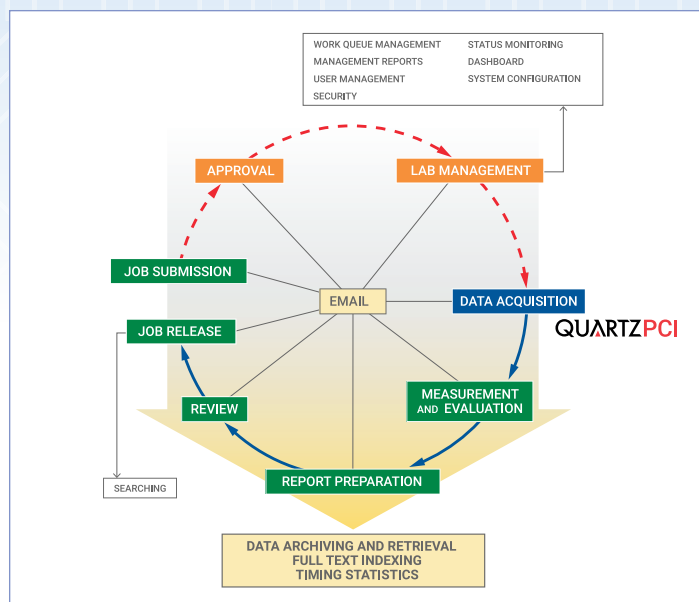 WORK QUEUE MANAGEMENT
MANAGEMENT REPORTS
USER MANAGEMENT
SECURITY
STATUS MONITORING
DASHBOARD
SYSTEM CONFIGURATION
APPROVAL
LAB MANAGEMENT
JOB SUBMISSION
EMAIL
DATA ACQUISITION
QUARTZPCI
JOB RELEASE
MEASUREMENT
AND EVALUATION
REVIEW
REPORT PREPARATION
SEARCHING
DATA ARCHIVING AND RETRIEVAL
FULL TEXT INDEXING
TIMING STATISTICS